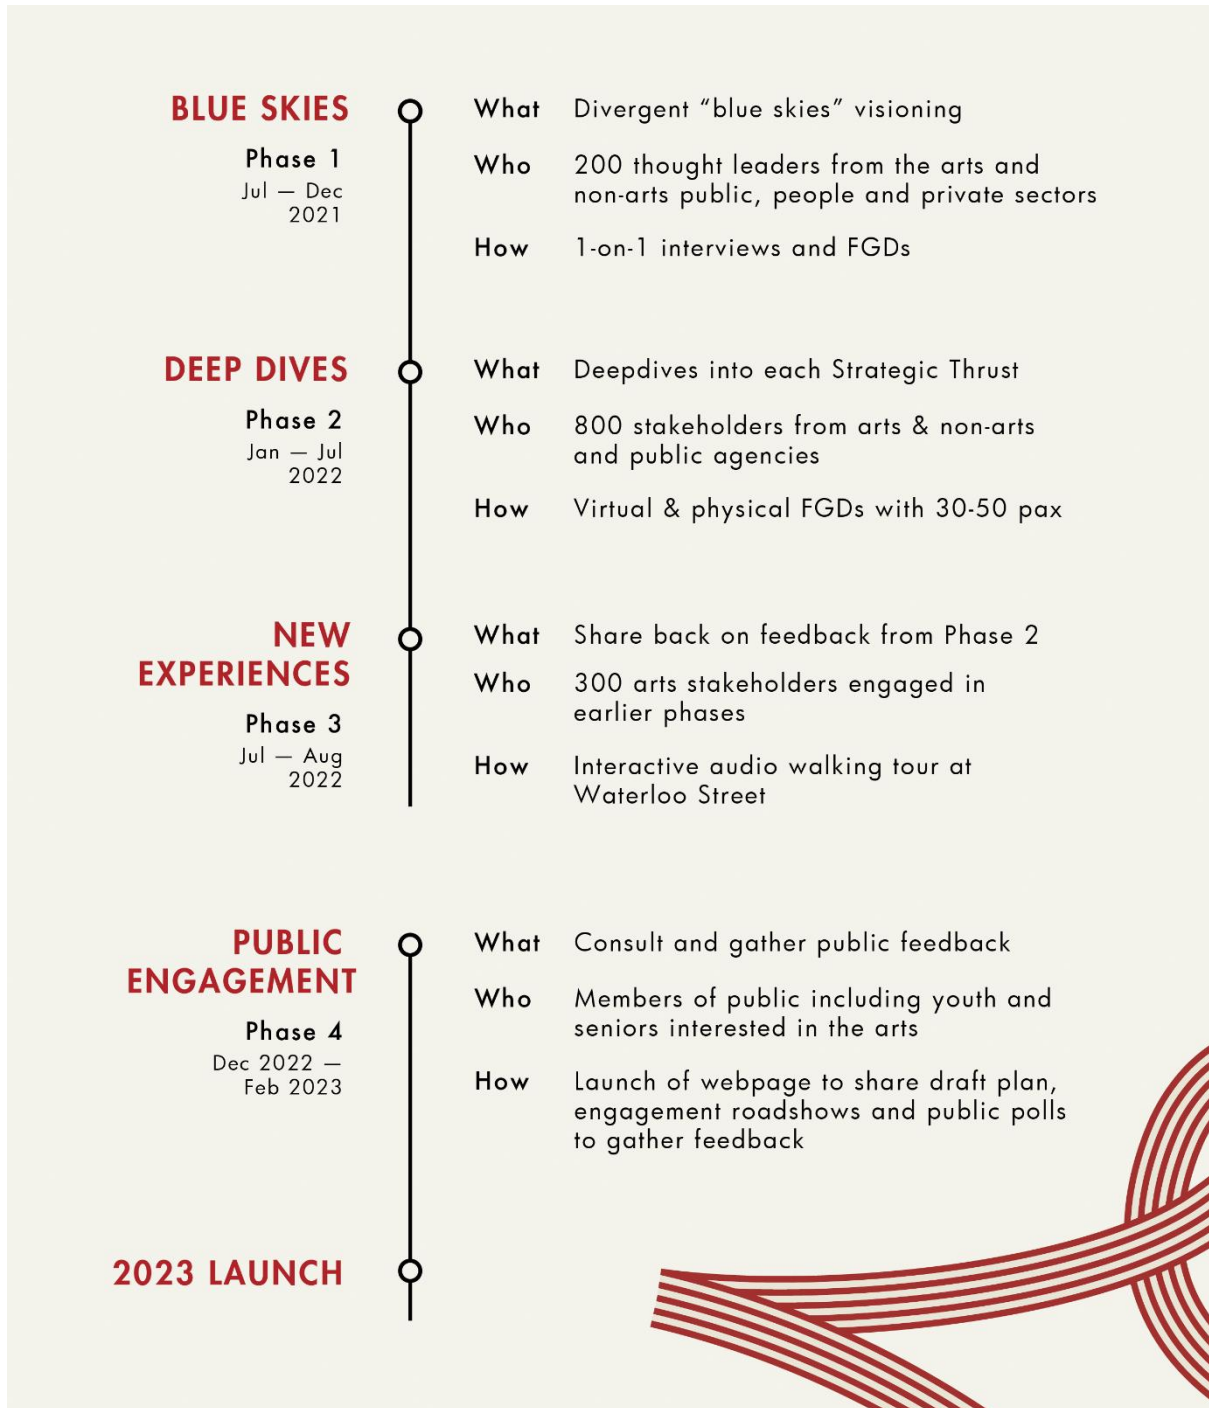 BLUE SKIES
Phase 1
Jul — Dec
2021
What Divergent “blue skies” visioning
Who 200 thought leaders from the arts and
non-arts public, people and private sectors
How 1-on-1 interviews and FGDs
DEEP DIVES
Phase 2
Jan — Jul
2022
What Deepdives into each Strategic Thrust
Who 800 stakeholders from arts & non-arts
and public agencies
How Virtual & physical FGDs with 30-50 pax
NEW
EXPERIENCES
Phase 3
Jul — Aug
2022
What Share back on feedback from Phase 2
Who 300 arts stakeholders engaged in
earlier phases
How Interactive audio walking tour at
Waterloo Street
PUBLIC
ENGAGEMENT
Phase 4
Dec 2022 —
Feb 2023
What Consult and gather public feedback
Who Members of public including youth and
seniors interested in the arts
How Launch of webpage to share draft plan,
engagement roadshows and public polls
to gather feedback
2023 LAUNCH